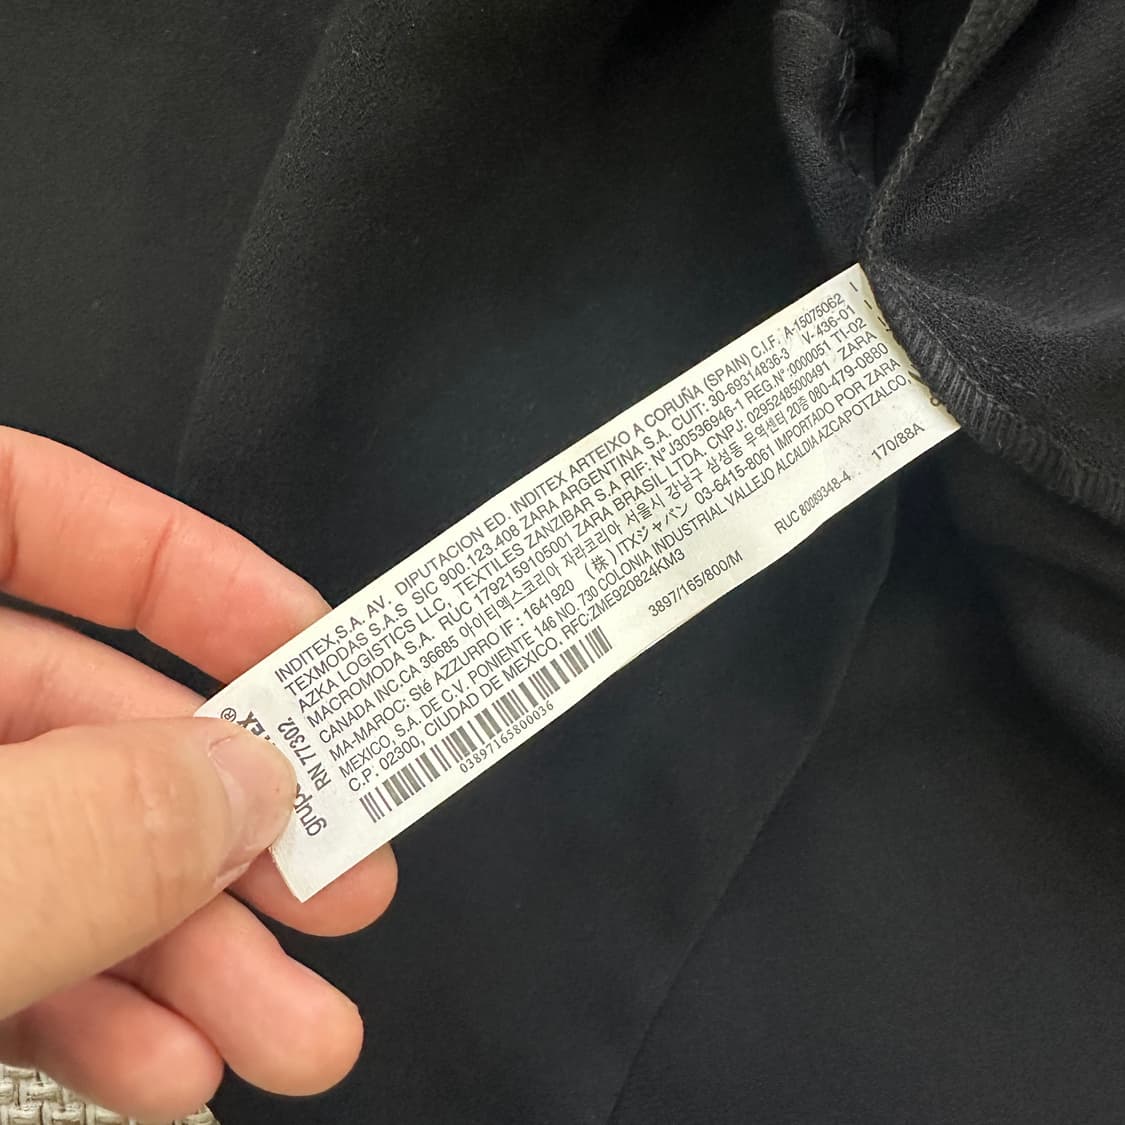 INDITEX,S.A. AV. DIPUTACION ED. INDITEX ARTEIXO A CORUÑA (SPAIN) C.I.F. A-15075062
TEXMODAS S.A.S SIC 900.123.408 ZARA ARGENTINA S.A. CUIT: 30-69314836-3 V-436-01
AZKA LOGISTICS LLC, TEXTILES ZANZIBAR S.A RIF: N°J30536946-1 REG.N°:0000051 TI-02
MACROMODA S.A. RUC 1792159105001 ZARA BRASIL LTDA. CNPJ: 02952485000491 ZARA
CANADA INC.CA 36685 아이티엑스코리아 자라코리아 서울시 강남구 삼성동 무역센터 20층 080-479-0880
MA-MAROC: Sté AZZURRO IF : 1641920 (株) ITXジャパン 03-6415-8061 IMPORTADO POR ZARA
MEXICO, S.A. DE C.V. PONIENTE 146 NO. 730 COLONIA INDUSTRIAL VALLEJO ALCALDIA AZCAPOTZALCO,
C.P. 02300, CIUDAD DE MEXICO, RFC:ZME920824KM3
RUC 80089348-4
170/88A
3897/165/800/M
03897165800036
RN 77302